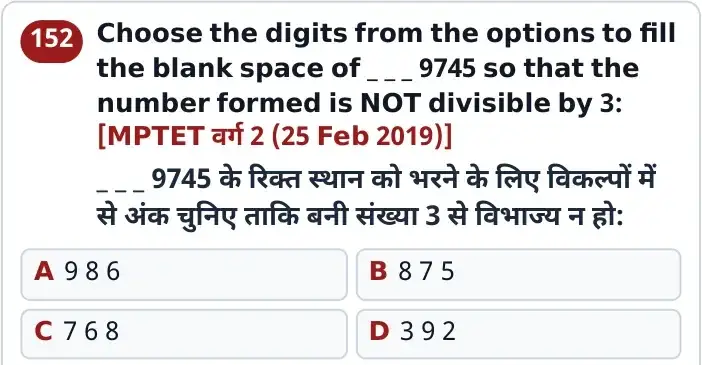 152 Choose the digits from the options to fill
the blank space of _ _ _ 9745 so that the
number formed is NOT divisible by 3:
[MPTET वर्ग 2 (25 Feb 2019)]
_ _ _ 9745 के रिक्त स्थान को भरने के लिए विकल्पों में
से अंक चुनिए ताकि बनी संख्या 3 से विभाज्य न हो:
A 9 8 6
B 8 7 5
C 7 6 8
D 3 9 2